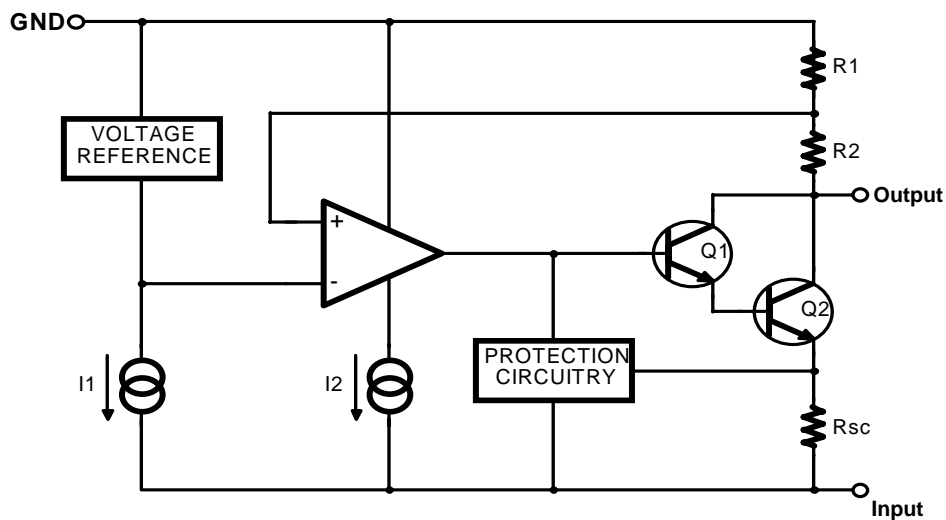 GND
R1
VOLTAGE
REFERENCE
R2
Output
+
Q1
-
Q2
PROTECTION
CIRCUITRY
I1
I2
Rsc
Input